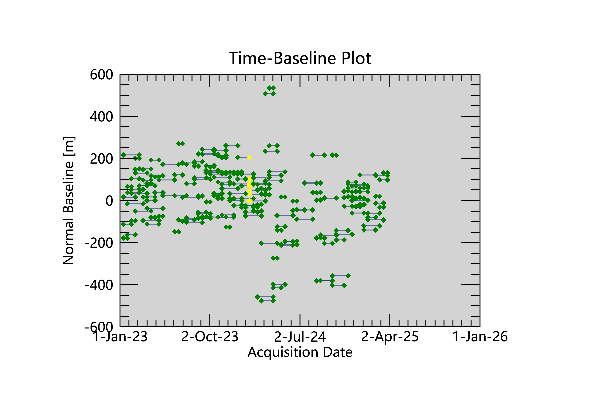 Time-Baseline Plot
600
400
200
0
-200
-400
-600
Normal Baseline [m]
1-Jan-23 2-Oct-23 2-Jul-24 2-Apr-25 1-Jan-26
Acquisition Date